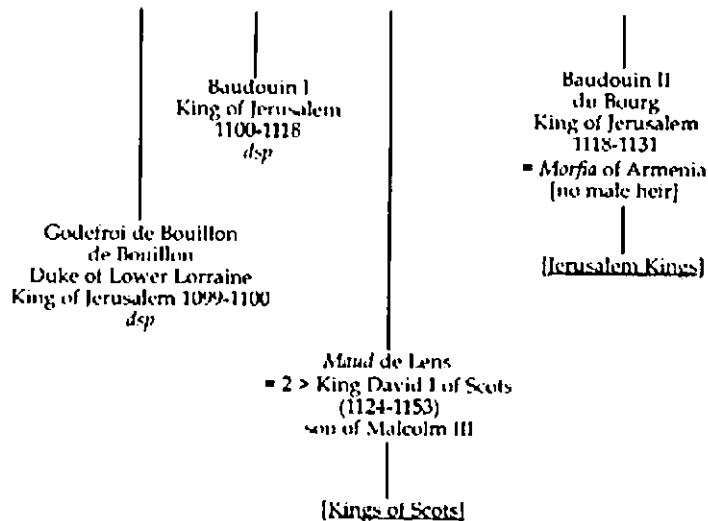 Baudouin I
King of Jerusalem
1100-1118
dsp
Baudouin II
du Bourg
King of Jerusalem
1118-1131
= Morfia of Armenia
[no male heir]
[Jerusalem Kings]
Godefroi de Bouillon
de Bouillon
Duke of Lower Lorraine
King of Jerusalem 1099-1100
dsp
Maud de Lens
= 2 > King David I of Scots
(1124-1153)
son of Malcolm III
[Kings of Scots]